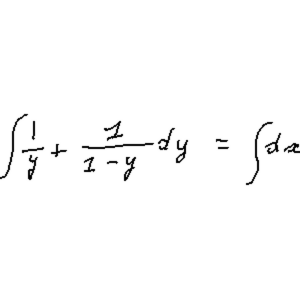 ∫ 1/y + 1/(1-y) dy = ∫ dx